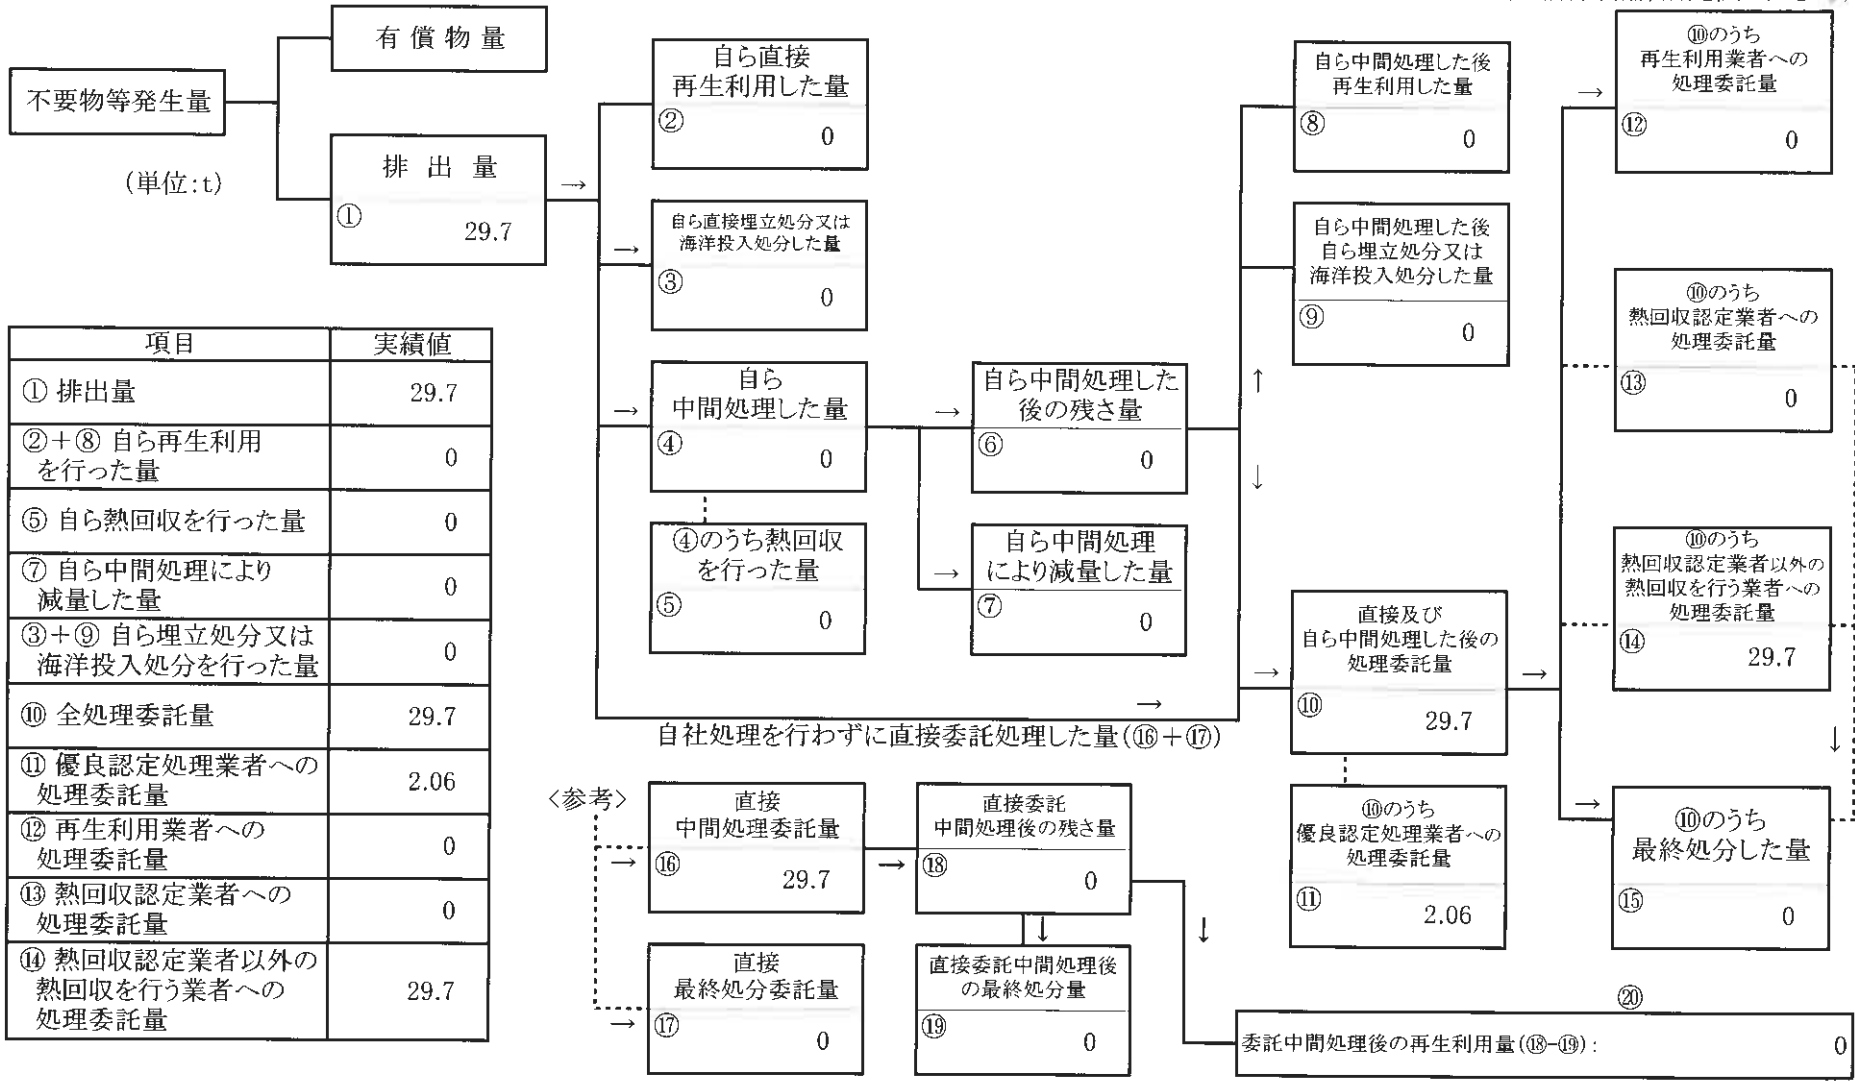 不要物等発生量
有償物量
(単位:t)
排出量
①
29.7
自ら直接
再生利用した量
②
0
自ら直接埋立処分又は
海洋投入処分した量
③
0
自ら
中間処理した量
④
0
④のうち熱回収
を行った量
⑤
0
自ら中間処理した
後の残さ量
⑥
0
自ら中間処理
により減量した量
⑦
0
自ら中間処理した後
再生利用した量
⑧
0
自ら中間処理した後
自ら埋立処分又は
海洋投入処分した量
⑨
0
直接及び
自ら中間処理した後の
処理委託量
⑩
29.7
⑩のうち
優良認定処理業者への
処理委託量
⑪
2.06
⑩のうち
再生利用業者への
処理委託量
⑫
0
⑩のうち
熱回収認定業者への
処理委託量
⑬
0
⑩のうち
熱回収認定業者以外の
熱回収を行う業者への
処理委託量
⑭
29.7
⑩のうち
最終処分した量
⑮
0
自社処理を行わずに直接委託処理した量(⑯+⑰)
〈参考〉
直接
中間処理委託量
⑯
29.7
直接
最終処分委託量
⑰
0
直接委託
中間処理後の残さ量
⑱
0
直接委託中間処理後
の最終処分量
⑲
0
⑳
委託中間処理後の再生利用量(⑱-⑲): 0
項目 実績値
① 排出量 29.7
②+⑧ 自ら再生利用
を行った量 0
⑤ 自ら熱回収を行った量 0
⑦ 自ら中間処理により
減量した量 0
③+⑨ 自ら埋立処分又は
海洋投入処分を行った量 0
⑩ 全処理委託量 29.7
⑪ 優良認定処理業者への
処理委託量 2.06
⑫ 再生利用業者への
処理委託量 0
⑬ 熱回収認定業者への
処理委託量 0
⑭ 熱回収認定業者以外の
熱回収を行う業者への
処理委託量 29.7